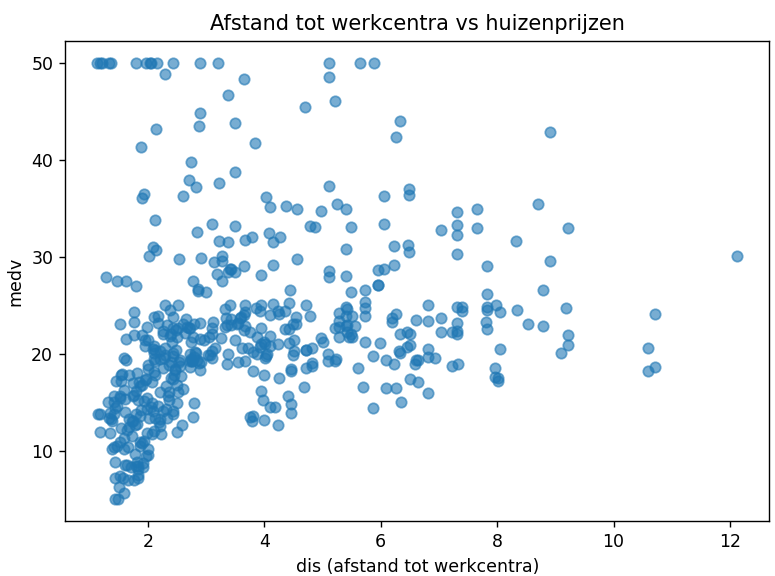 Afstand tot werkcentra vs huizenprijzen
50
40
30
20
10
medv
2 4 6 8 10 12
dis (afstand tot werkcentra)